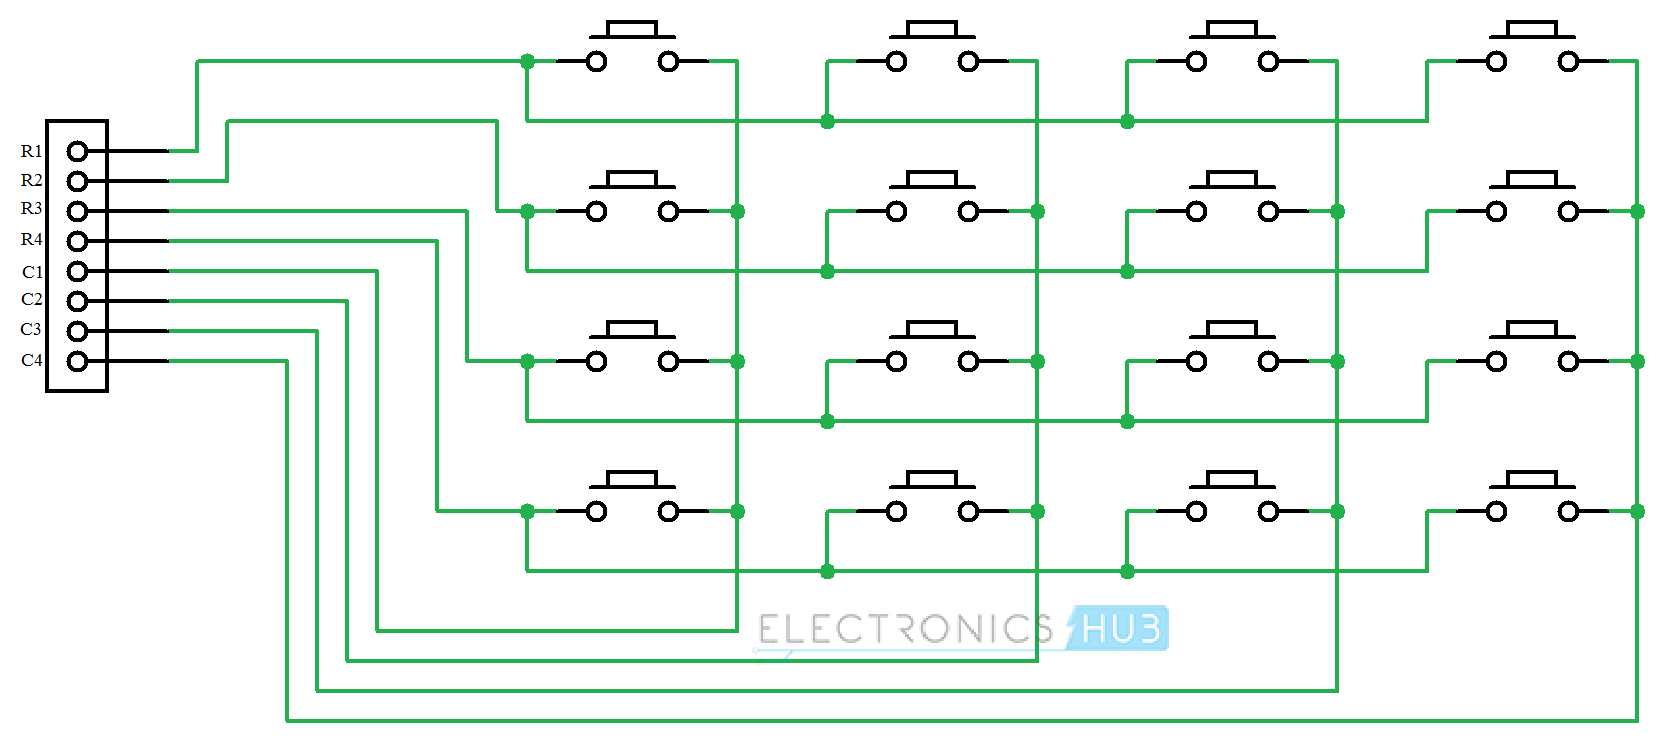 R1
R2
R3
R4
C1
C2
C3
C4
ELECTRONICS HUB